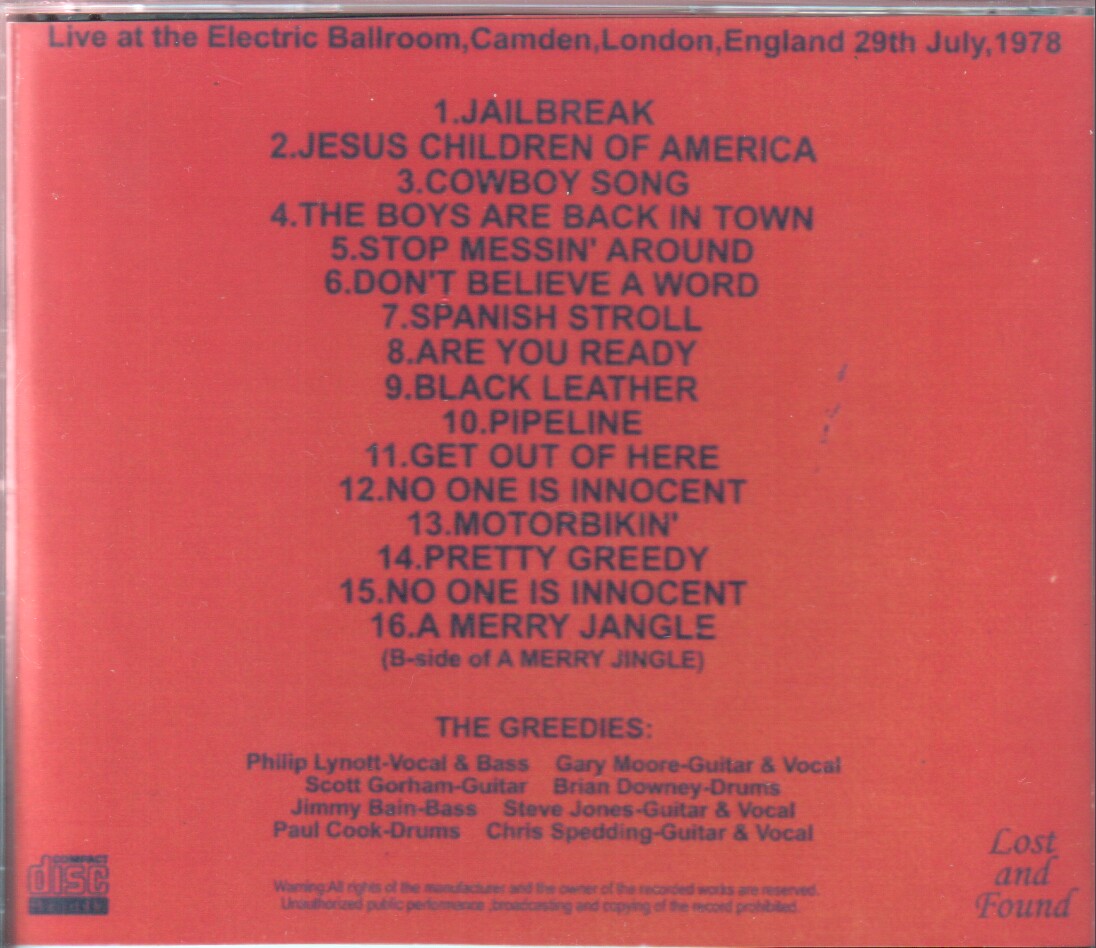 Live at the Electric Ballroom,Camden,London,England 29th July,1978
1.JAILBREAK
2.JESUS CHILDREN OF AMERICA
3.COWBOY SONG
4.THE BOYS ARE BACK IN TOWN
5.STOP MESSIN' AROUND
6.DON'T BELIEVE A WORD
7.SPANISH STROLL
8.ARE YOU READY
9.BLACK LEATHER
10.PIPELINE
11.GET OUT OF HERE
12.NO ONE IS INNOCENT
13.MOTORBIKIN'
14.PRETTY GREEDY
15.NO ONE IS INNOCENT
16.A MERRY JANGLE
(B-side of A MERRY JINGLE)
THE GREEDIES:
Philip Lynott-Vocal & Bass Gary Moore-Guitar & Vocal
Scott Gorham-Guitar Brian Downey-Drums
Jimmy Bain-Bass Steve Jones-Guitar & Vocal
Paul Cook-Drums Chris Spedding-Guitar & Vocal
Warning:All rights of the manufacturer and the owner of the recorded works are reserved.
Unauthorized public performence ,broadcasting and copying of the record prohibited.
COMPACT
disc
Lost
and
Found